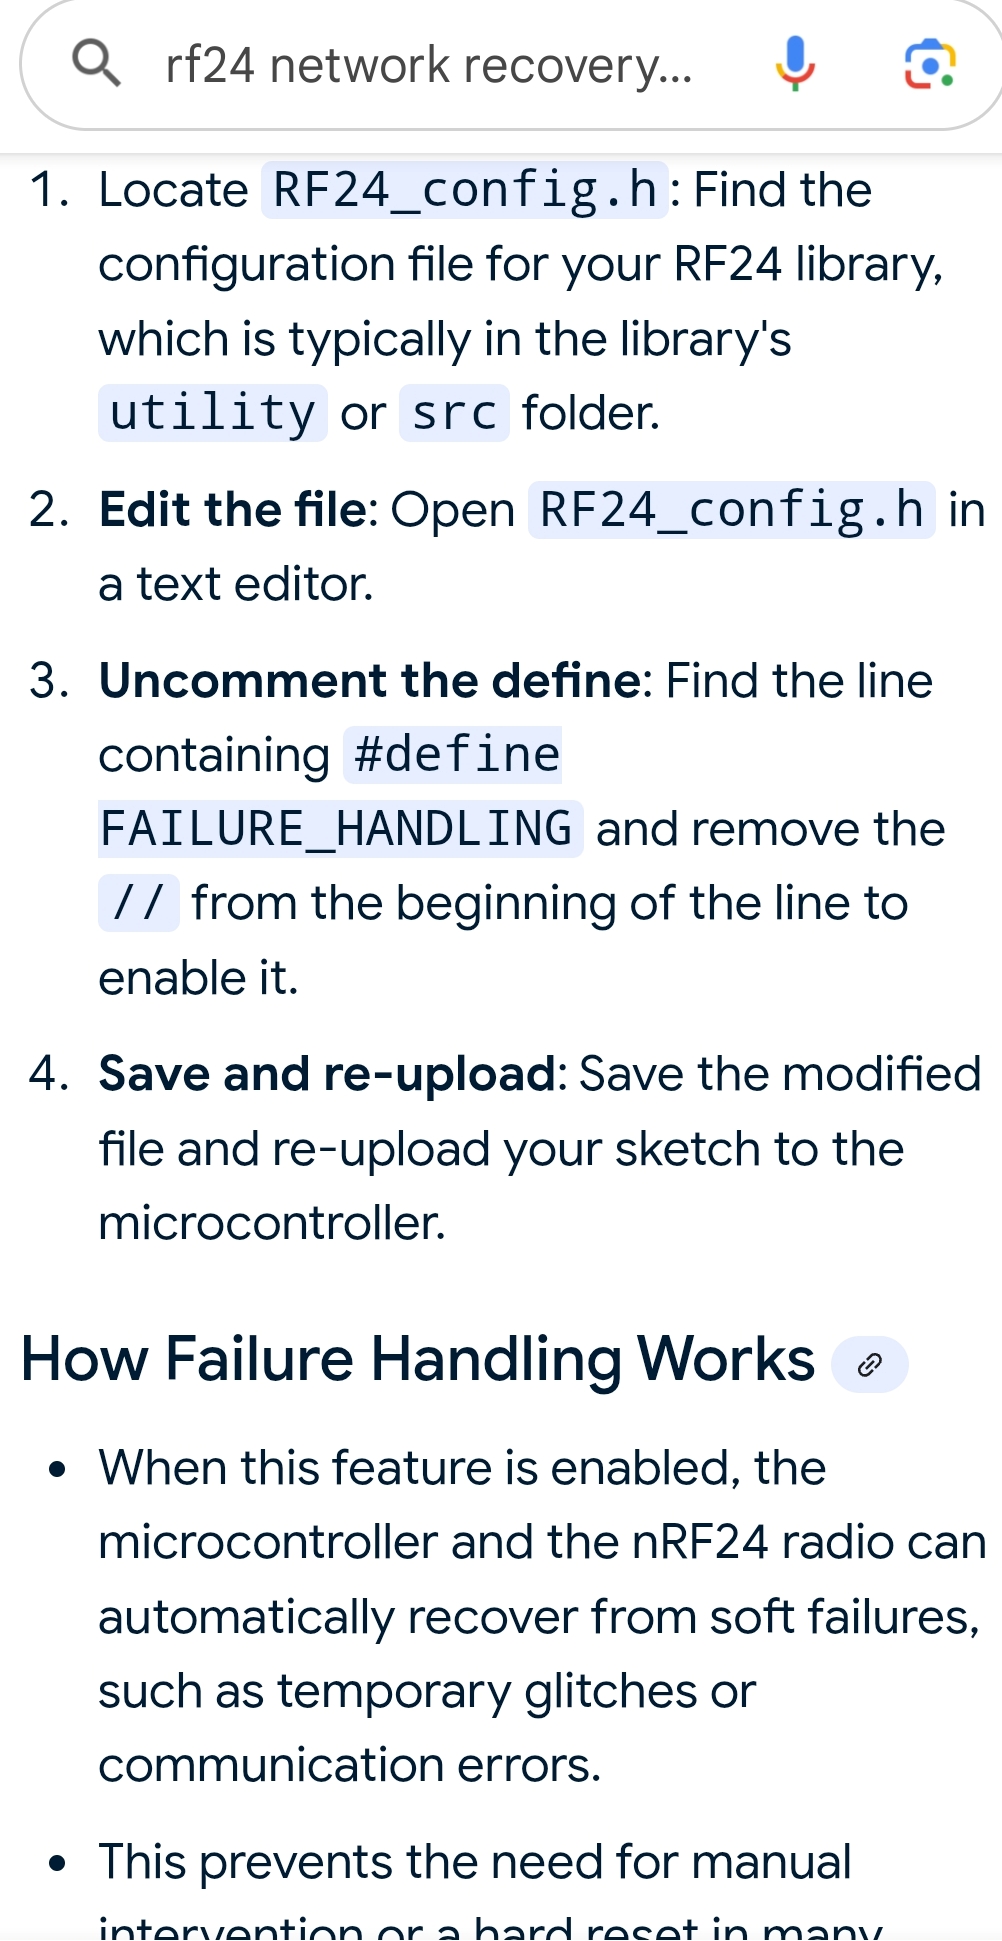 rf24 network recovery...
1. Locate RF24_config.h: Find the
configuration file for your RF24 library,
which is typically in the library's
utility or src folder.
2. Edit the file: Open RF24_config.h in
a text editor.
3. Uncomment the define: Find the line
containing #define
FAILURE_HANDLING and remove the
// from the beginning of the line to
enable it.
4. Save and re-upload: Save the modified
file and re-upload your sketch to the
microcontroller.
How Failure Handling Works
• When this feature is enabled, the
microcontroller and the nRF24 radio can
automatically recover from soft failures,
such as temporary glitches or
communication errors.
• This prevents the need for manual
intervention or a hard reset in many